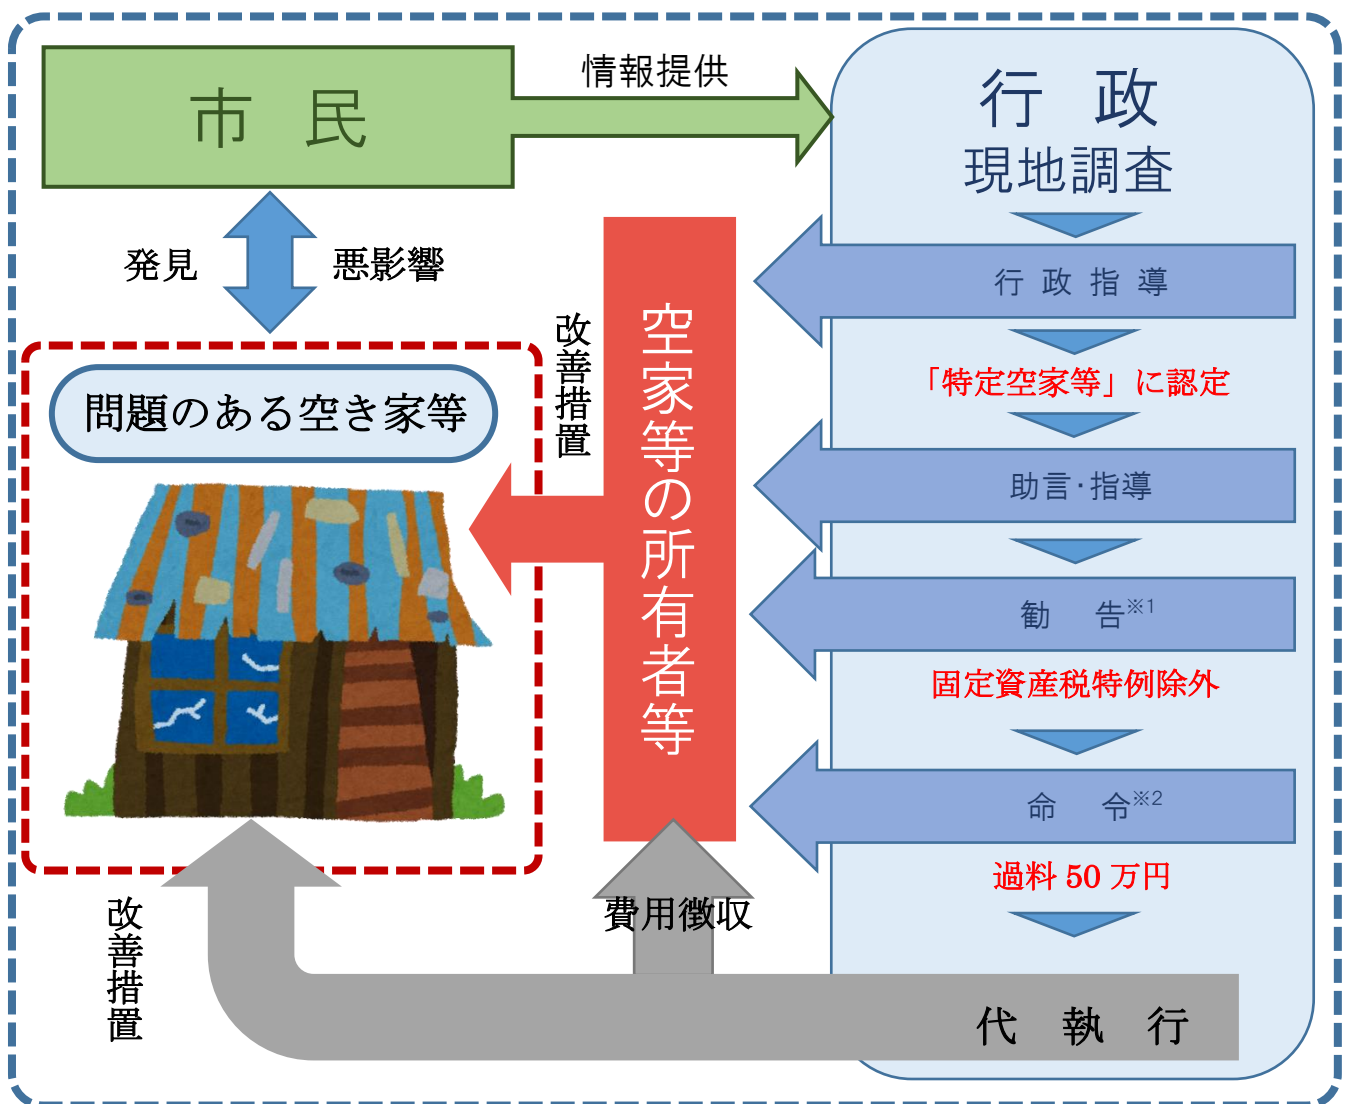 市　民
情報提供
行　政
現地調査
発見
悪影響
行 政 指 導
「特定空家等」に認定
問題のある空き家等
改善措置
空家等の所有者等
助言・指導
勧　告※1
固定資産税特例除外
命　令※2
過料 50 万円
費用徴収
改善措置
代　執　行